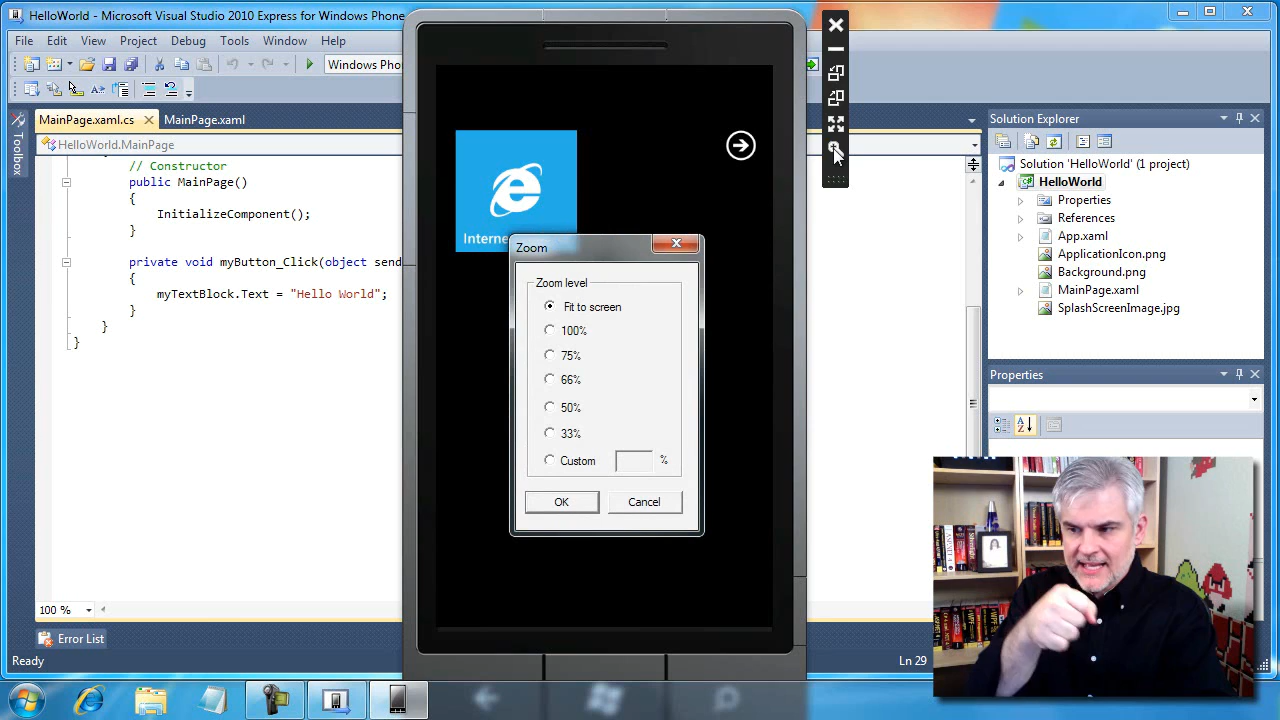 HelloWorld - Microsoft Visual Studio 2010 Express for Windows Phone
File Edit View Project Debug Tools Window Help
Windows Pho
MainPage.xaml.cs MainPage.xaml
HelloWorld.MainPage
Toolbox
// Constructor
public MainPage()
{
InitializeComponent();
}
private void myButton_Click(object send
{
myTextBlock.Text = "Hello World";
}
}
}
100 %
Error List
Ready
Ln 29
Interne
Zoom
Zoom level
Fit to screen
100%
75%
66%
50%
33%
Custom %
OK Cancel
Solution Explorer
Solution 'HelloWorld' (1 project)
HelloWorld
Properties
References
App.xaml
ApplicationIcon.png
Background.png
MainPage.xaml
SplashScreenImage.jpg
Properties